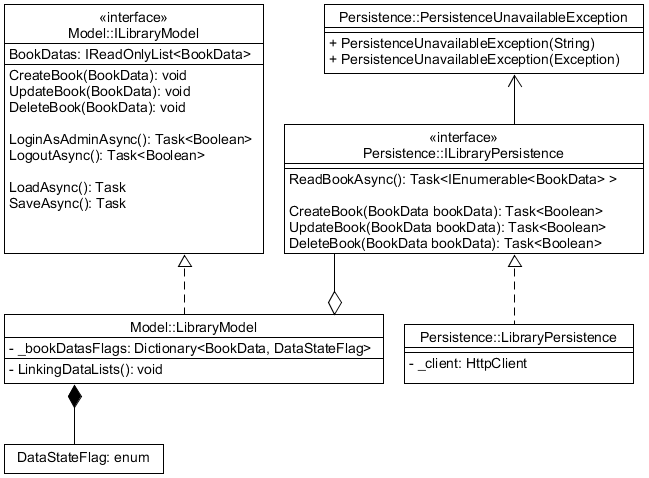 «interface»
Model::ILibraryModel
BookDatas: IReadOnlyList<BookData>
CreateBook(BookData): void
UpdateBook(BookData): void
DeleteBook(BookData): void
LoginAsAdminAsync(): Task<Boolean>
LogoutAsync(): Task<Boolean>
LoadAsync(): Task
SaveAsync(): Task
Persistence::PersistenceUnavailableException
+ PersistenceUnavailableException(String)
+ PersistenceUnavailableException(Exception)
«interface»
Persistence::ILibraryPersistence
ReadBookAsync(): Task<IEnumerable<BookData> >
CreateBook(BookData bookData): Task<Boolean>
UpdateBook(BookData bookData): Task<Boolean>
DeleteBook(BookData bookData): Task<Boolean>
Model::LibraryModel
- _bookDatasFlags: Dictionary<BookData, DataStateFlag>
- LinkingDataLists(): void
Persistence::LibraryPersistence
- _client: HttpClient
DataStateFlag: enum